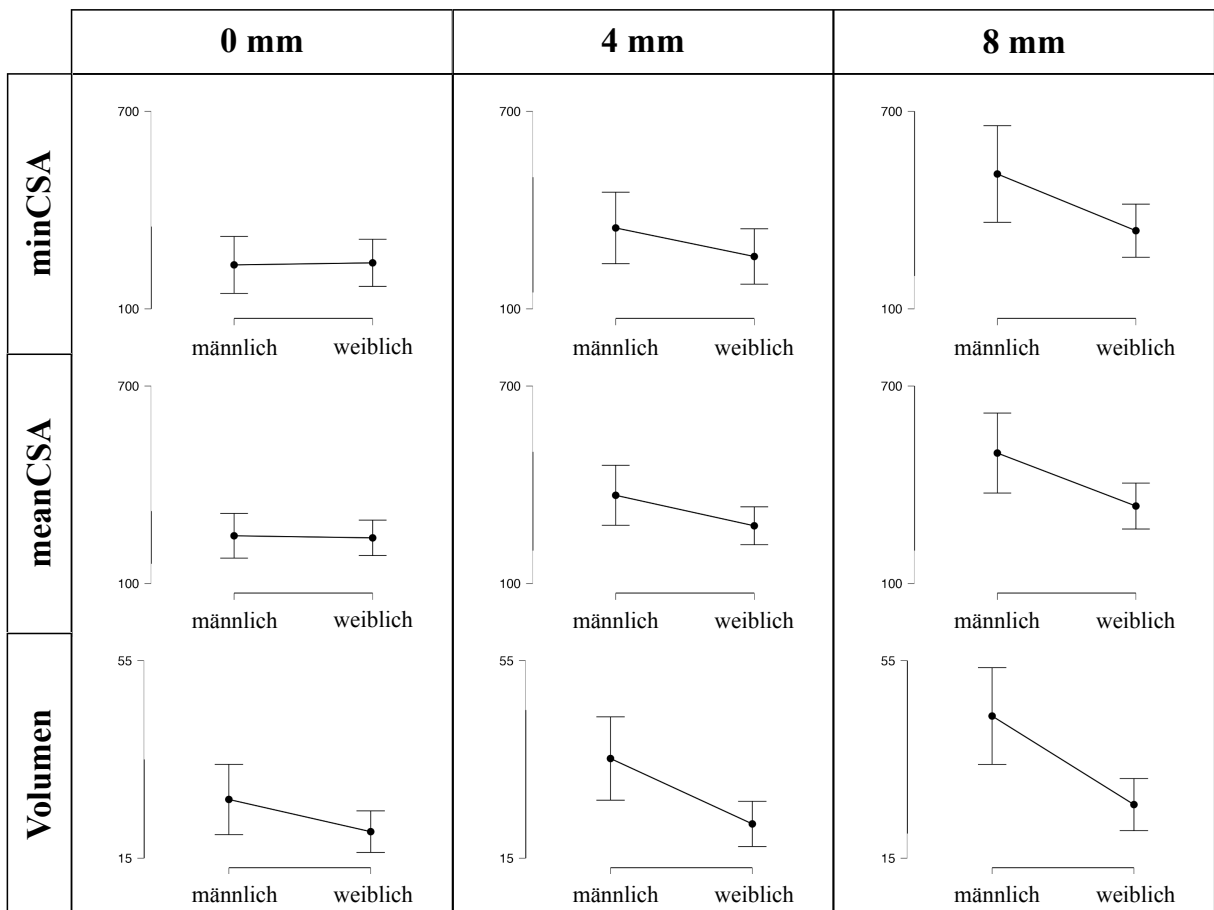 0 mm 4 mm 8 mm
minCSA
700 700 700
100 100 100
männlich weiblich männlich weiblich männlich weiblich
meanCSA
700 700 700
100 100 100
männlich weiblich männlich weiblich männlich weiblich
Volumen
55 55 55
15 15 15
männlich weiblich männlich weiblich männlich weiblich